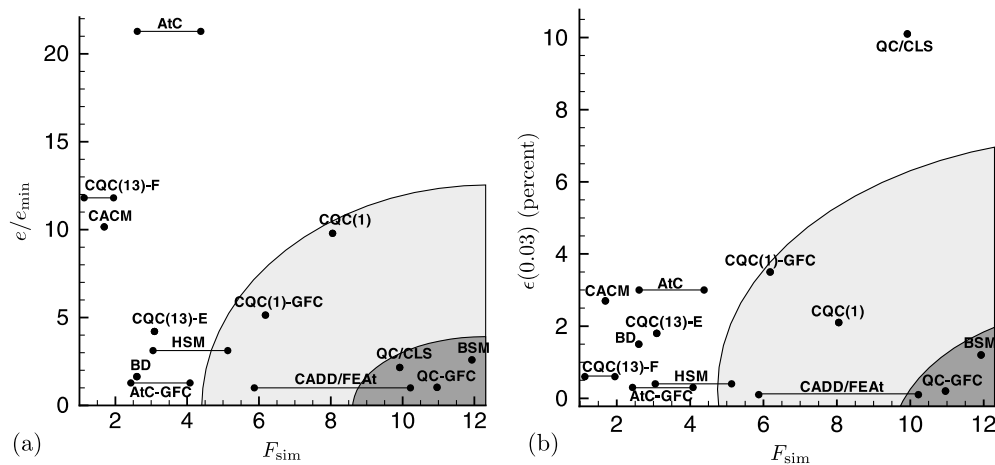 AtC
20
15
10
5
0
e/e_min
CQC(13)-F
CACM
CQC(1)
CQC(1)-GFC
CQC(13)-E
HSM
QC/CLS
BSM
BD
CADD/FEAt
QC-GFC
AtC-GFC
2 4 6 8 10 12
(a)
F_sim
10
8
6
4
2
0
ϵ(0.03) (percent)
QC/CLS
CQC(1)-GFC
AtC
CACM
CQC(1)
CQC(13)-E
BD
BSM
CQC(13)-F
HSM
CADD/FEAt
QC-GFC
AtC-GFC
2 4 6 8 10 12
(b)
F_sim